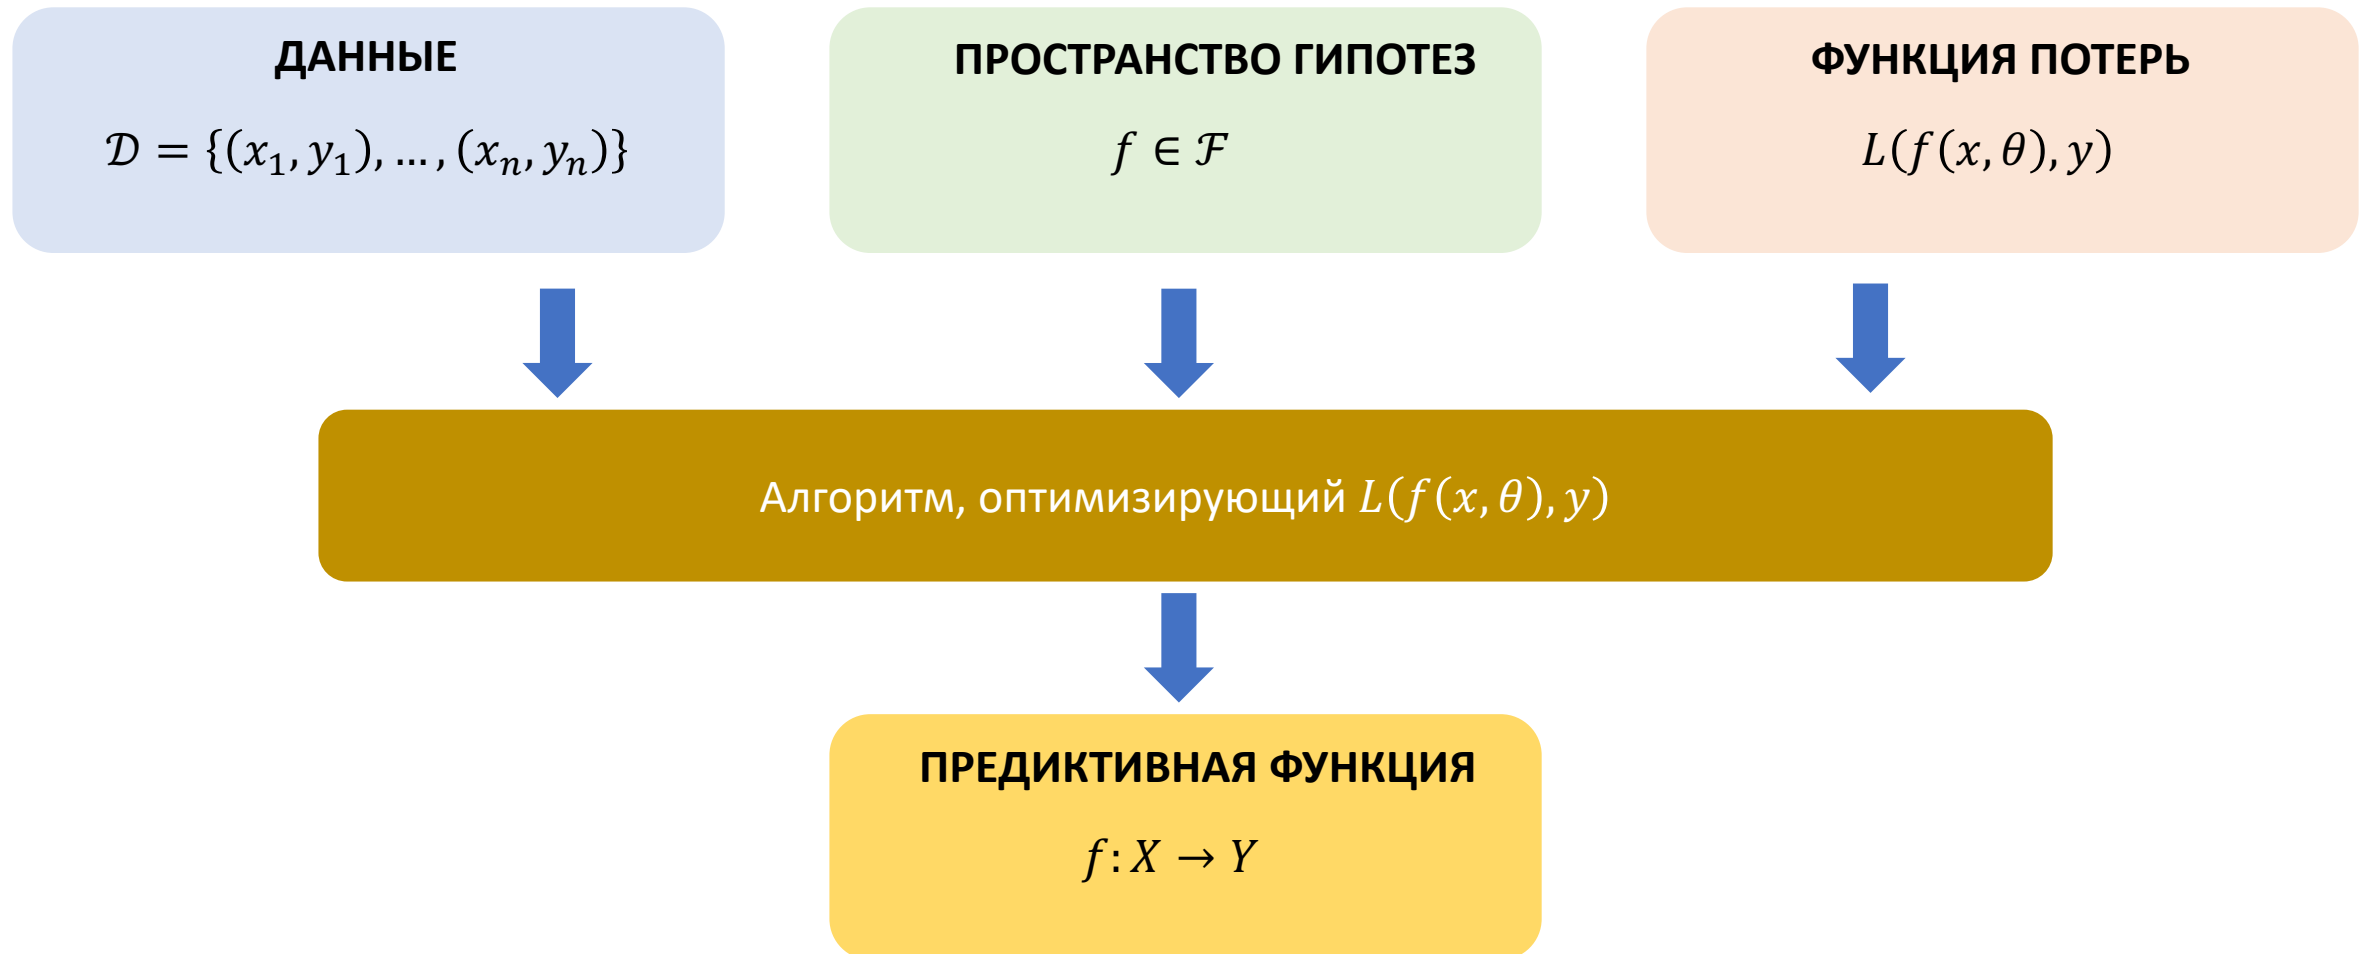 ДАННЫЕ
𝒟 = {(x₁, y₁), … , (xₙ, yₙ)}
ПРОСТРАНСТВО ГИПОТЕЗ
f ∈ ℱ
ФУНКЦИЯ ПОТЕРЬ
L(f(x, θ), y)
Алгоритм, оптимизирующий L(f(x, θ), y)
ПРЕДИКТИВНАЯ ФУНКЦИЯ
f: X → Y